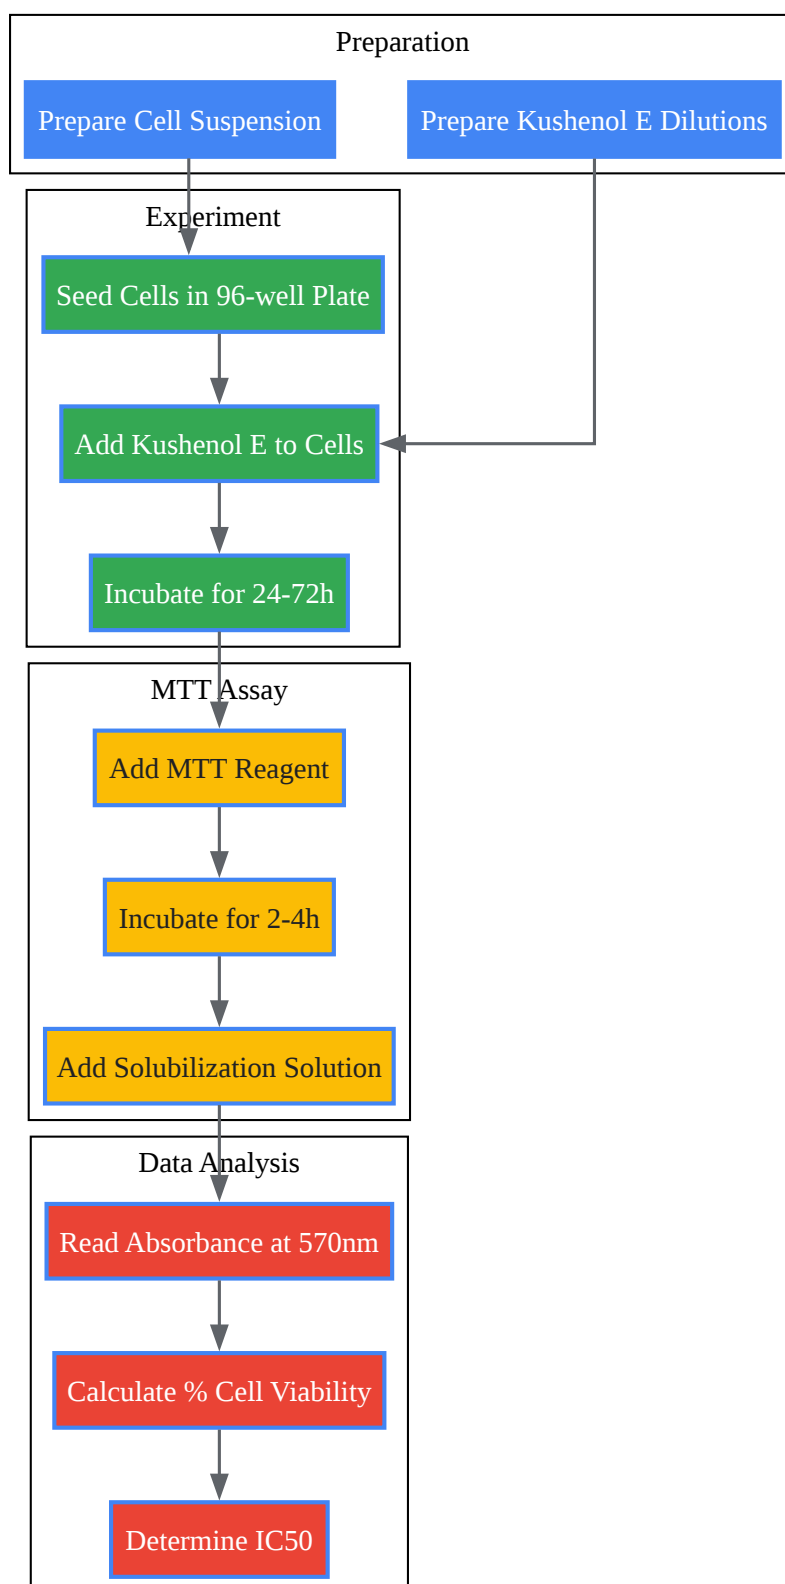 Preparation
Prepare Cell Suspension
Prepare Kushenol E Dilutions
Experiment
Seed Cells in 96-well Plate
Add Kushenol E to Cells
Incubate for 24-72h
MTT Assay
Add MTT Reagent
Incubate for 2-4h
Add Solubilization Solution
Data Analysis
Read Absorbance at 570nm
Calculate % Cell Viability
Determine IC50